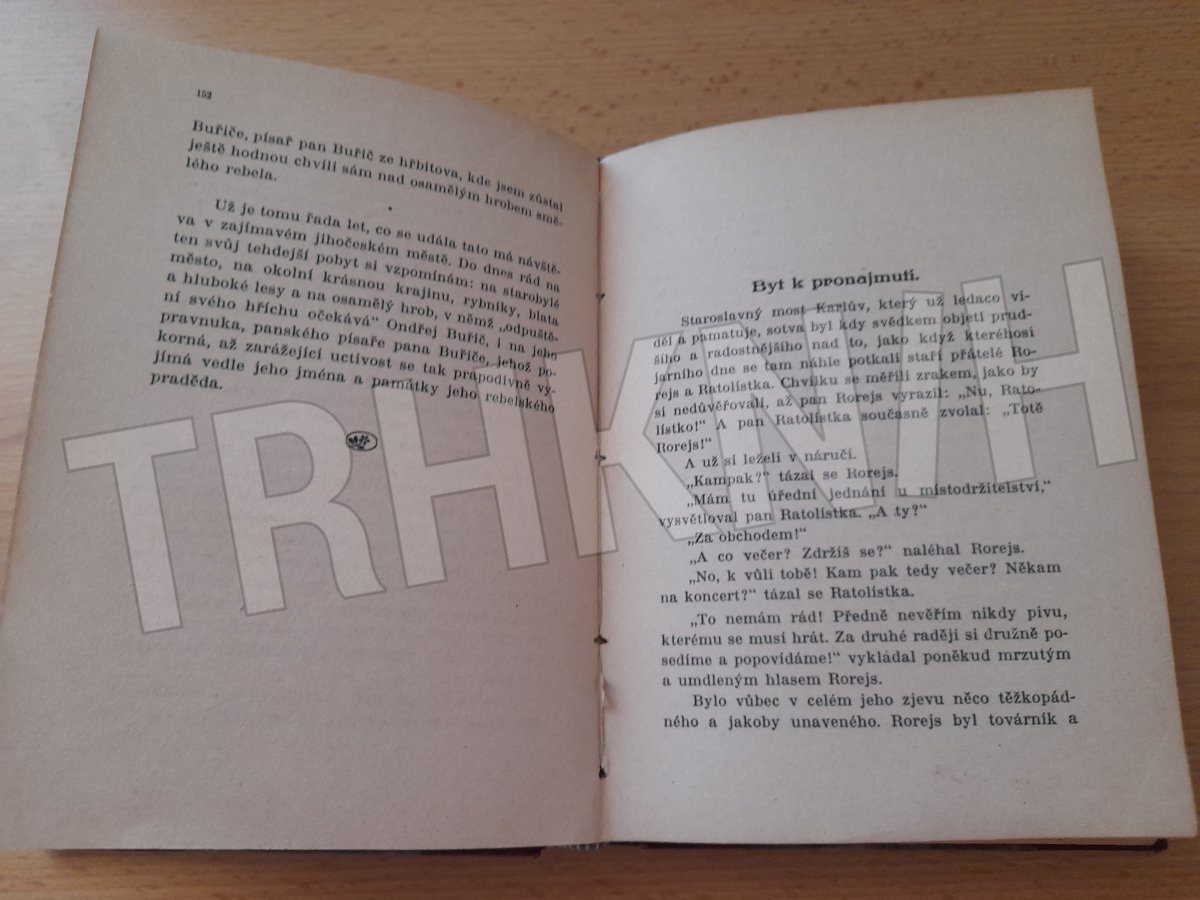 152
Buřiče, písař pan Buřič ze hřbitova, kde jsem zůstal
ještě hodnou chvíli sám nad osamělým hrobem smě-
lého rebela.
Už je tomu řada let, co se udála tato má návště-
va v zajímavém jihočeském městě. Do dnes rád na
ten svůj tehdejší pobyt si vzpomínám: na starobylé
město, na okolní krásnou krajinu, rybníky, blata
a hluboké lesy a na osamělý hrob, v němž „odpuště-
ní svého hříchu očekává“ Ondřej Buřič, i na jeho
pravnuka, panského písaře pana Buřiče, jehož po-
korná, až zarážející uctivost se tak prapodivně vy-
jímá vedle jeho jména a památky jeho rebelského
praděda.
Byt k pronajmutí.
Staroslavný most Karlův, který už ledaco vi-
děl a pamatuje, sotva byl kdy svědkem objetí prud-
šího a radostnějšího nad to, jako když kteréhosi
jarního dne se tam náhle potkali staří přátelé Ro-
rejs a Ratolístka. Chvilku se měřili zrakem, jako by
si nedůvěřovali, až pan Rorejs vyrazil: „Nu, Rato-
lístko!“ A pan Ratolístka současně zvolal: „Totě
Rorejs!“
A už si leželi v náručí.
„Kampak?“ tázal se Rorejs.
„Mám tu úřední jednání u místodržitelství,“
vysvětloval pan Ratolístka. „A ty?“
„Za obchodem!“
„A co večer? Zdržíš se?“ naléhal Rorejs.
„No, k vůli tobě! Kam pak tedy večer? Někam
na koncert?“ tázal se Ratolístka.
„To nemám rád! Předně nevěřím nikdy pivu,
kterému se musí hrát. Za druhé raději si družně po-
sedíme a popovídáme!“ vykládal poněkud mrzutým
a umdleným hlasem Rorejs.
Bylo vůbec v celém jeho zjevu něco těžkopád-
ného a jakoby unaveného. Rorejs byl továrník a
TRHKNIH